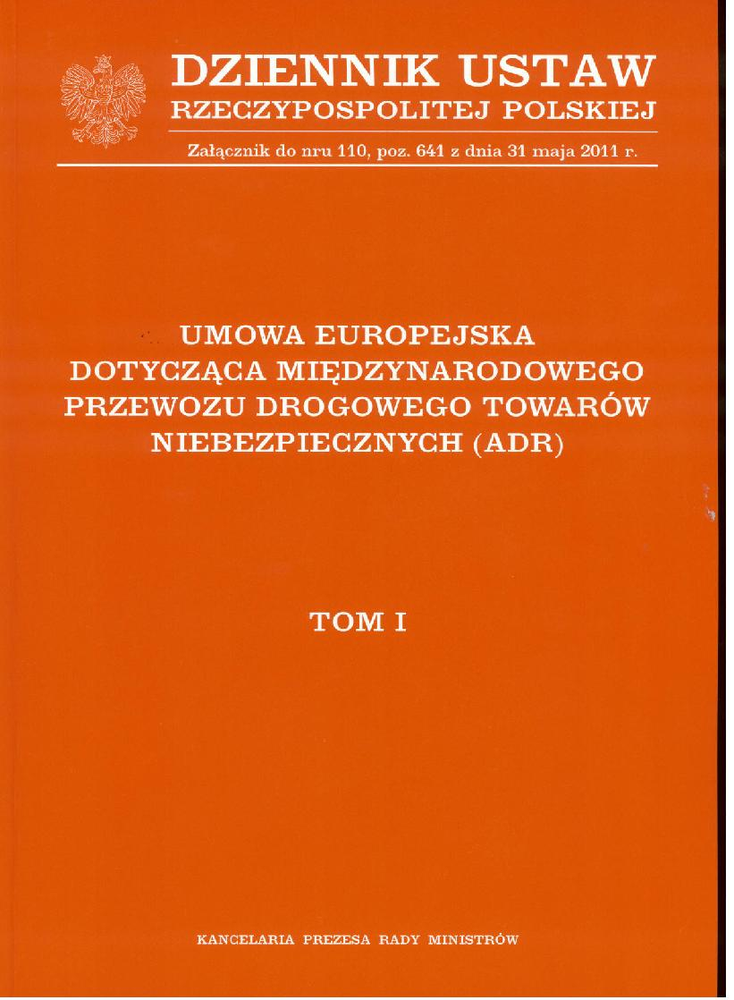 DZIENNIK USTAW
RZECZYPOSPOLITEJ POLSKIEJ
Załącznik do nru 110, poz. 641 z dnia 31 maja 2011 r.
UMOWA EUROPEJSKA
DOTYCZĄCA MIĘDZYNARODOWEGO
PRZEWOZU DROGOWEGO TOWARÓW
NIEBEZPIECZNYCH (ADR)
TOM I
KANCELARIA PREZESA RADY MINISTRÓW